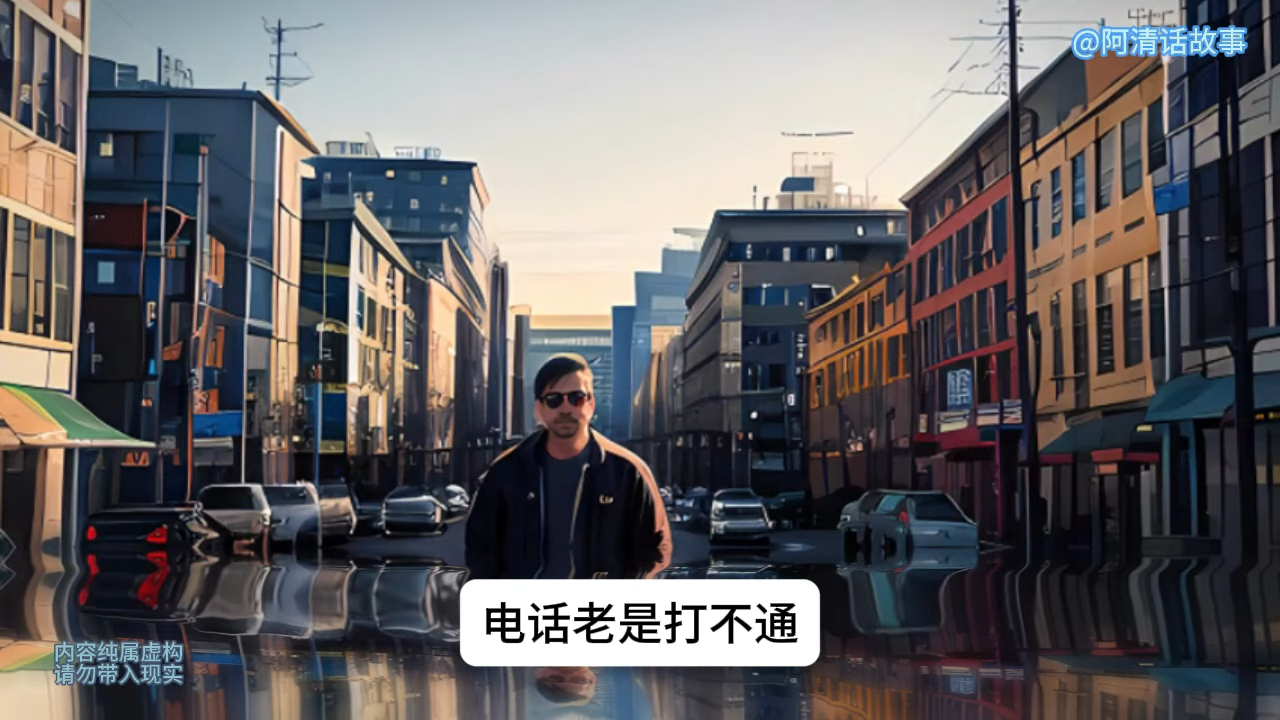 @阿清话故事
电话老是打不通
内容纯属虚构
请勿带入现实